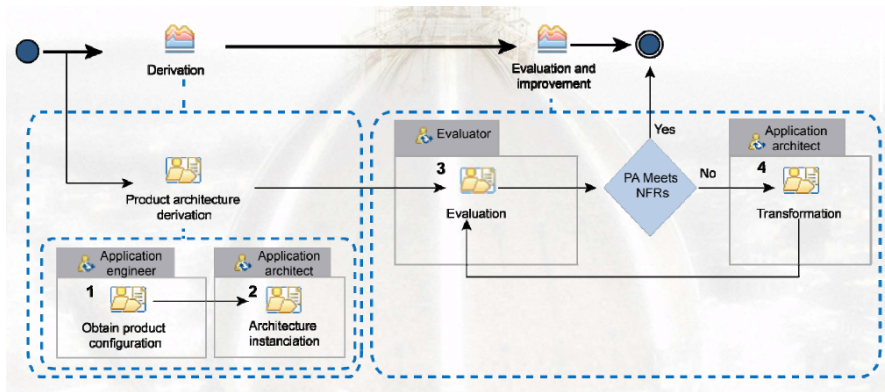 Derivation
Evaluation and
improvement
Product architecture
derivation
Application
engineer
1
Obtain product
configuration
Application
architect
2
Architecture
instanciation
Evaluator
3
Evaluation
PA Meets
NFRs
Yes
No
Application
architect
4
Transformation